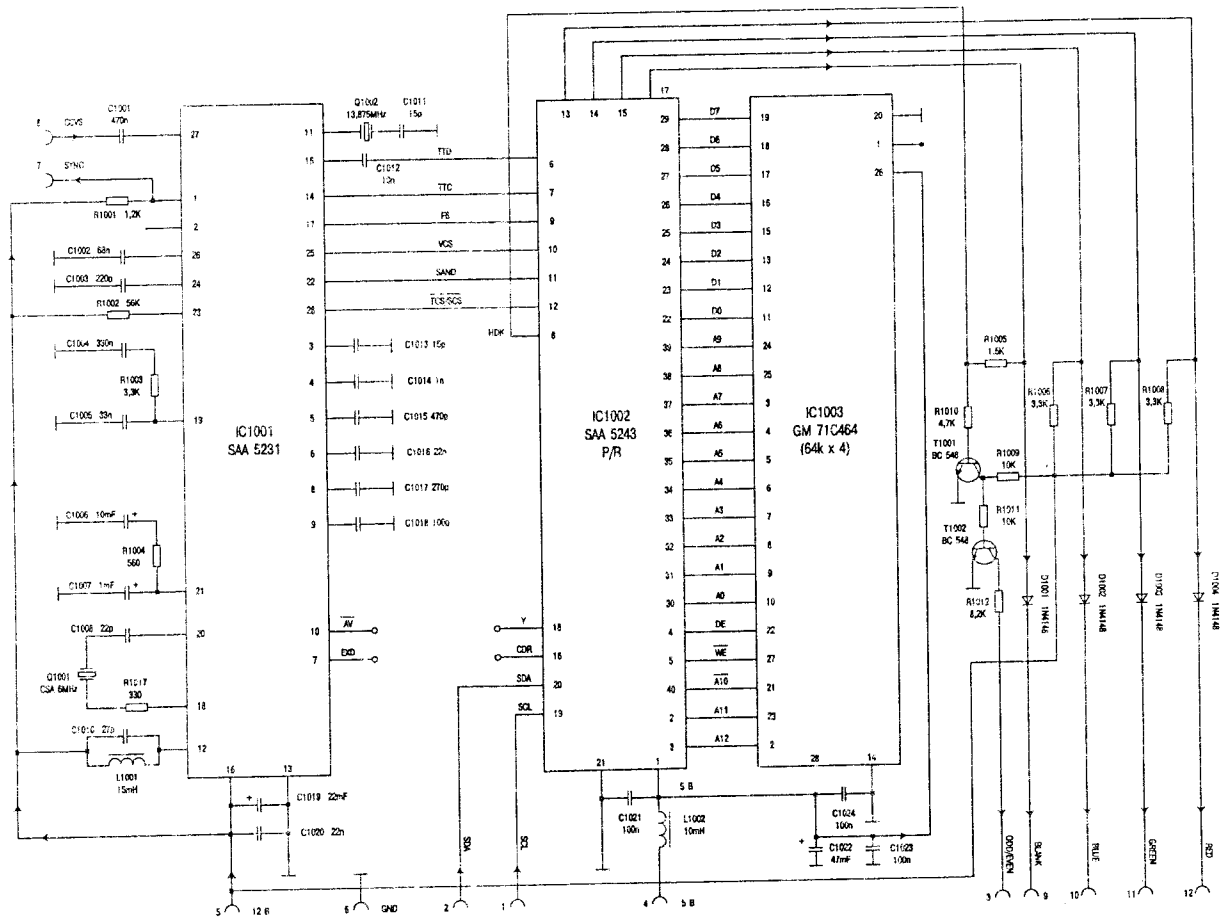 Q1002
13,875MHz
C1011
15p
C1001
470n
6
CCVS
27
7
SYNC
11
15
TTD
6
C1012
10n
1
14
TTC
7
R1001 1,2K
2
17
FS
9
C1002 68n
26
25
VCS
10
C1003 220p
24
22
SAND
11
R1002 56K
23
28
TCS/SCS
12
HDK
8
13
14
15
17
29
D7
19
28
D6
18
27
D5
17
26
D4
16
25
D3
15
24
D2
13
23
D1
12
22
D0
11
39
A9
24
38
A8
25
37
A7
3
36
A6
4
35
A5
5
34
A4
6
33
A3
7
32
A2
8
31
A1
9
30
A0
10
4
OE
22
5
WE
27
40
A10
21
2
A11
23
3
A12
2
20
1
26
3
C1013 15p
4
C1014 1n
5
C1015 470p
6
C1016 22n
8
C1017 270p
9
C1018 100p
C1004 330n
R1003
3,3K
C1005 33n
19
IC1001
SAA 5231
IC1002
SAA 5243
P/R
IC1003
GM 71C464
(64k x 4)
C1006 10mF
+
R1004
560
C1007 1mF
+
21
C1008 22p
20
Q1001
CSA 6MHz
R1017
330
18
C1010 27p
12
L1001
15mH
10
AV
7
EXD
Y
18
CDR
16
SDA
20
SCL
19
R1005
1.5K
R1006
3,3K
R1007
3,3K
R1008
3,3K
R1010
4,7K
T1001
BC 548
R1009
10K
R1011
10K
T1002
BC 548
R1012
8,2K
D1001 1N4148
D1002 1N4148
D1003 1N4148
D1004 1N4148
16
13
+
C1019 22mF
C1020 22n
21
1
28
14
C1021
100n
5 B
L1002
10mH
C1024
100n
+
C1022
47mF
C1023
100n
SDA
SCL
ODD/EVEN
BLANK
BLUE
GREEN
RED
5
12 B
6
GND
2
1
4
5 B
3
9
10
11
12